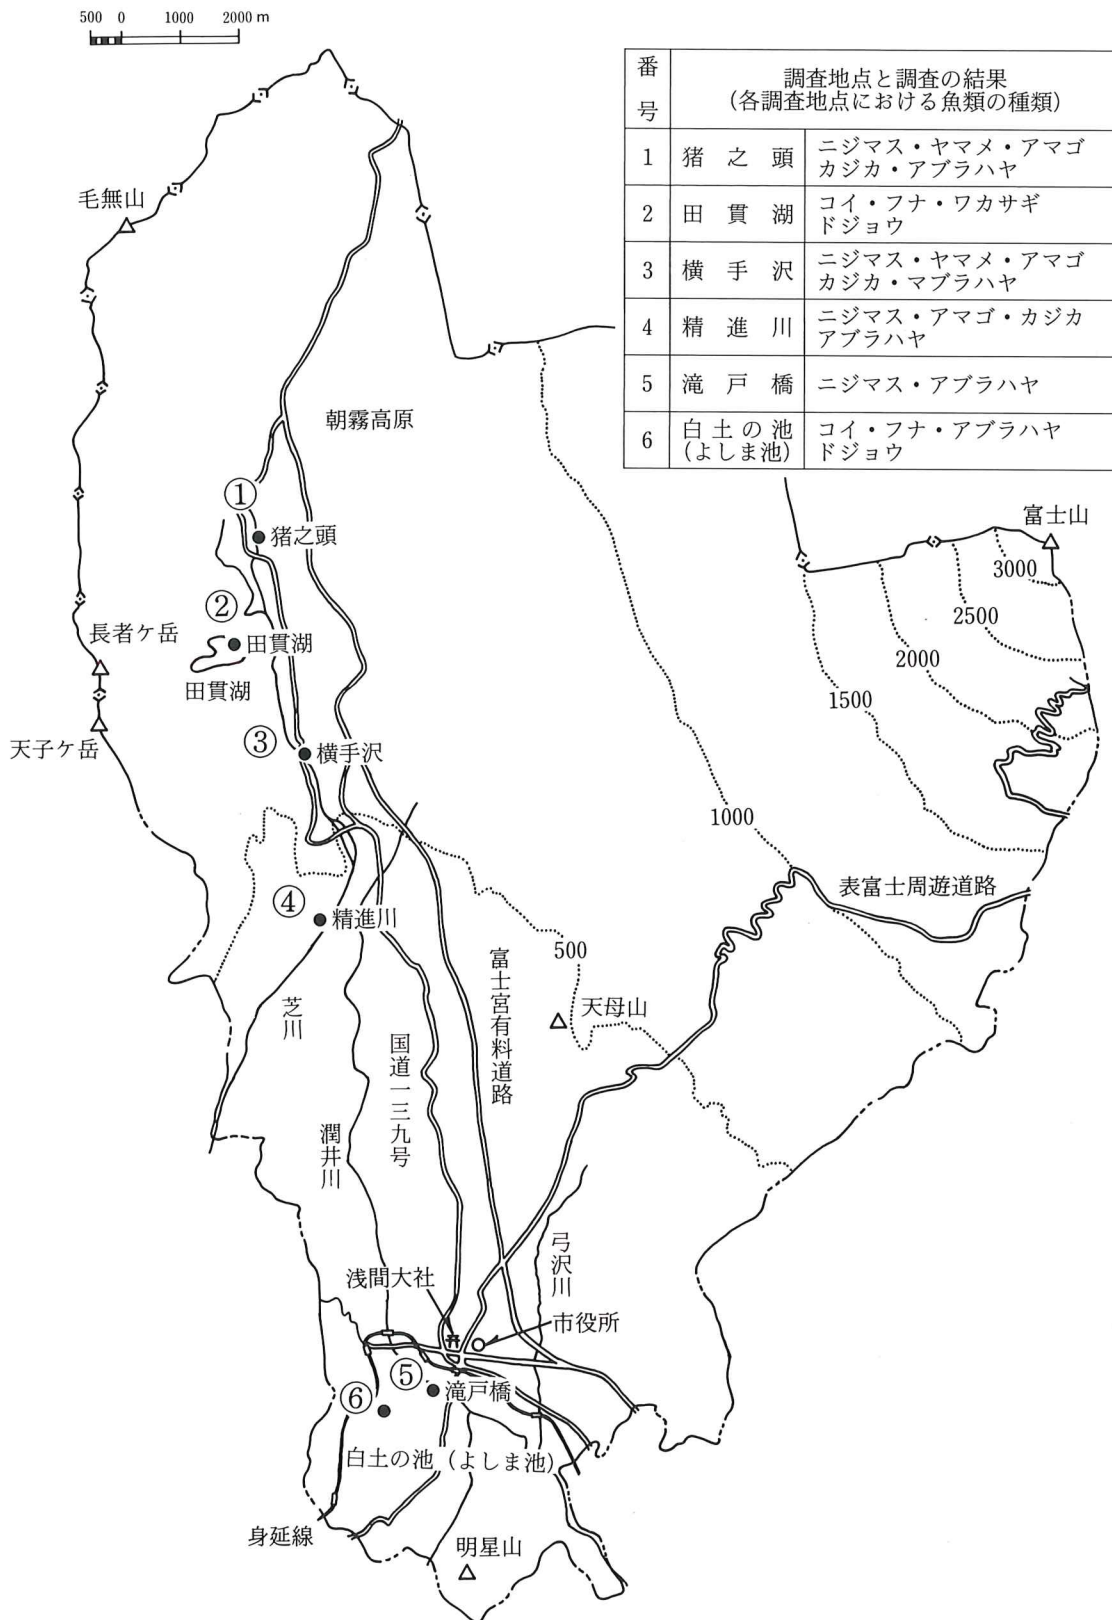 500 0 1000 2000 m
番号
調査地点と調査の結果
(各調査地点における魚類の種類)
1 猪之頭 ニジマス・ヤマメ・アマゴ
カジカ・アブラハヤ
2 田貫湖 コイ・フナ・ワカサギ
ドジョウ
3 横手沢 ニジマス・ヤマメ・アマゴ
カジカ・マブラハヤ
4 精進川 ニジマス・アマゴ・カジカ
アブラハヤ
5 滝戸橋 ニジマス・アブラハヤ
6 白土の池 コイ・フナ・アブラハヤ
(よしま池) ドジョウ
毛無山
朝霧高原
①
猪之頭
②
田貫湖
田貫湖
長者ケ岳
天子ケ岳
③
横手沢
④
精進川
富士山
3000
2500
2000
1500
1000
500
表富士周遊道路
天母山
富士宮有料道路
国道一三九号
芝川
潤井川
弓沢川
浅間大社
市役所
⑤
滝戸橋
⑥
白土の池(よしま池)
身延線
明星山